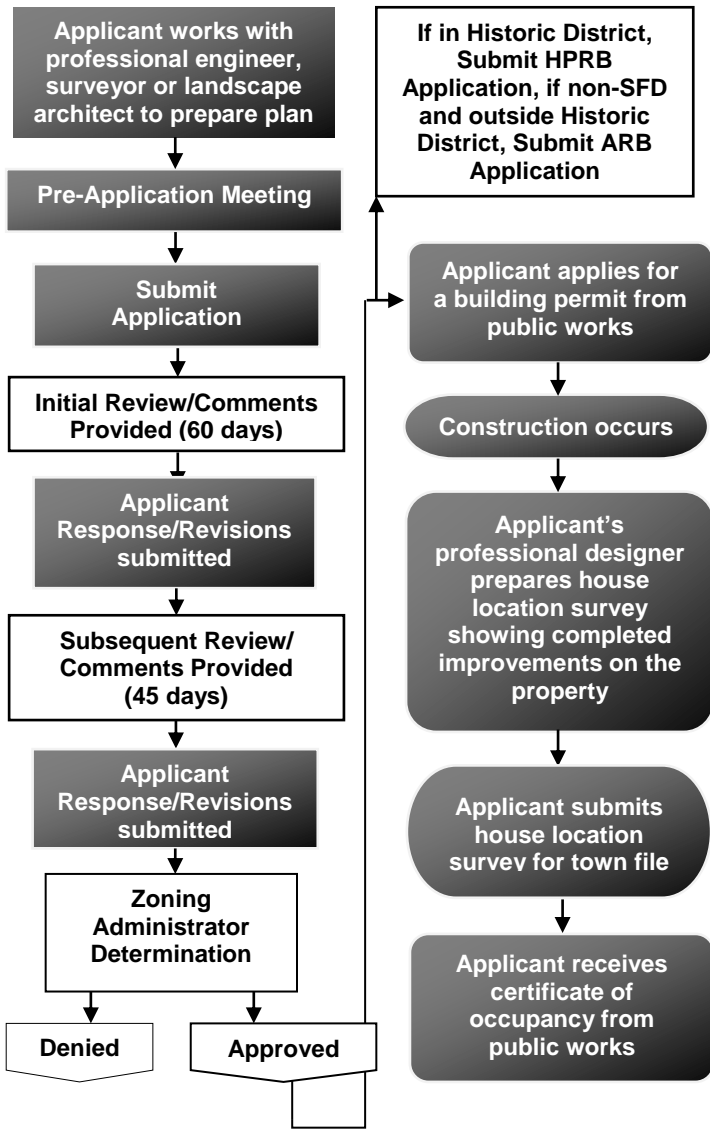 Applicant works with
professional engineer,
surveyor or landscape
architect to prepare plan
Pre-Application Meeting
Submit
Application
Initial Review/Comments
Provided (60 days)
Applicant
Response/Revisions
submitted
Subsequent Review/
Comments Provided
(45 days)
Applicant
Response/Revisions
submitted
Zoning
Administrator
Determination
Denied
Approved
If in Historic District,
Submit HPRB
Application, if non-SFD
and outside Historic
District, Submit ARB
Application
Applicant applies for
a building permit from
public works
Construction occurs
Applicant’s
professional designer
prepares house
location survey
showing completed
improvements on the
property
Applicant submits
house location
survey for town file
Applicant receives
certificate of
occupancy from
public works